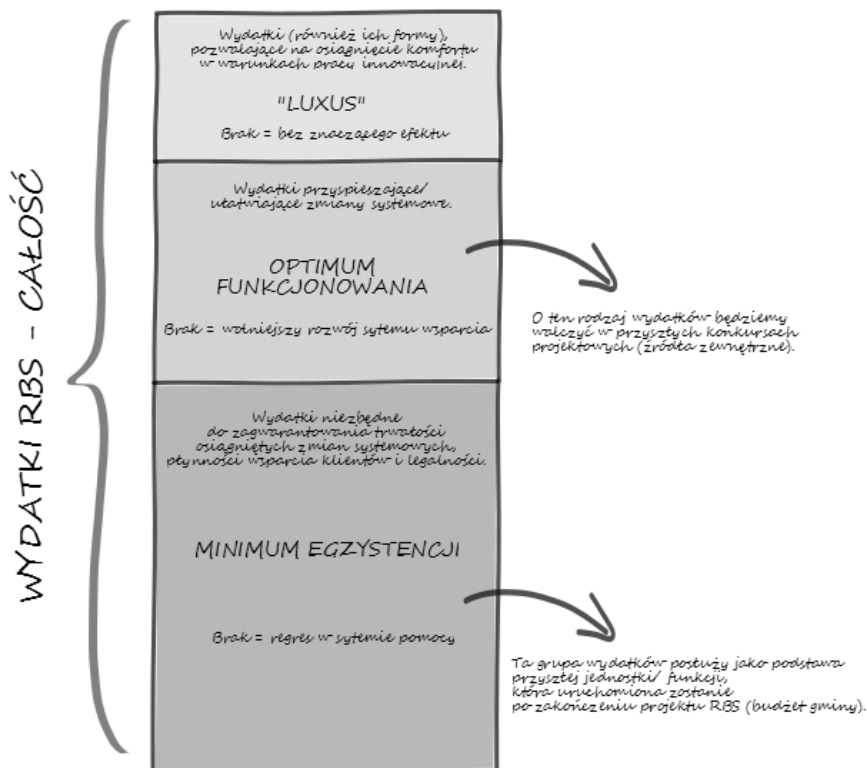 WYDATKI RBS - CAŁOŚĆ
Wydatki (również ich formy),
pozwalające na osiągnięcie komfortu
w warunkach pracy innowacyjnej.
"LUXUS"
Brak = bez znaczącego efektu
Wydatki przyspieszające/
ułatwiające zmiany systemowe.
OPTIMUM
FUNKCJONOWANIA
Brak = wolniejszy rozwój sytemu wsparcia
O ten rodzaj wydatków będziemy
walczyć w przyszłych konkursach
projektowych (źródła zewnętrzne).
Wydatki niezbędne
do zagwarantowania trwałości
osiągniętych zmian systemowych,
płynności wsparcia klientów i legalności.
MINIMUM EGZYSTENCJI
Brak = regres w sytemie pomocy
Ta grupa wydatków posłuży jako podstawa
przyszłej jednostki/ funkcji,
która uruchomiona zostanie
po zakończeniu projektu RBS (budżet gminy).